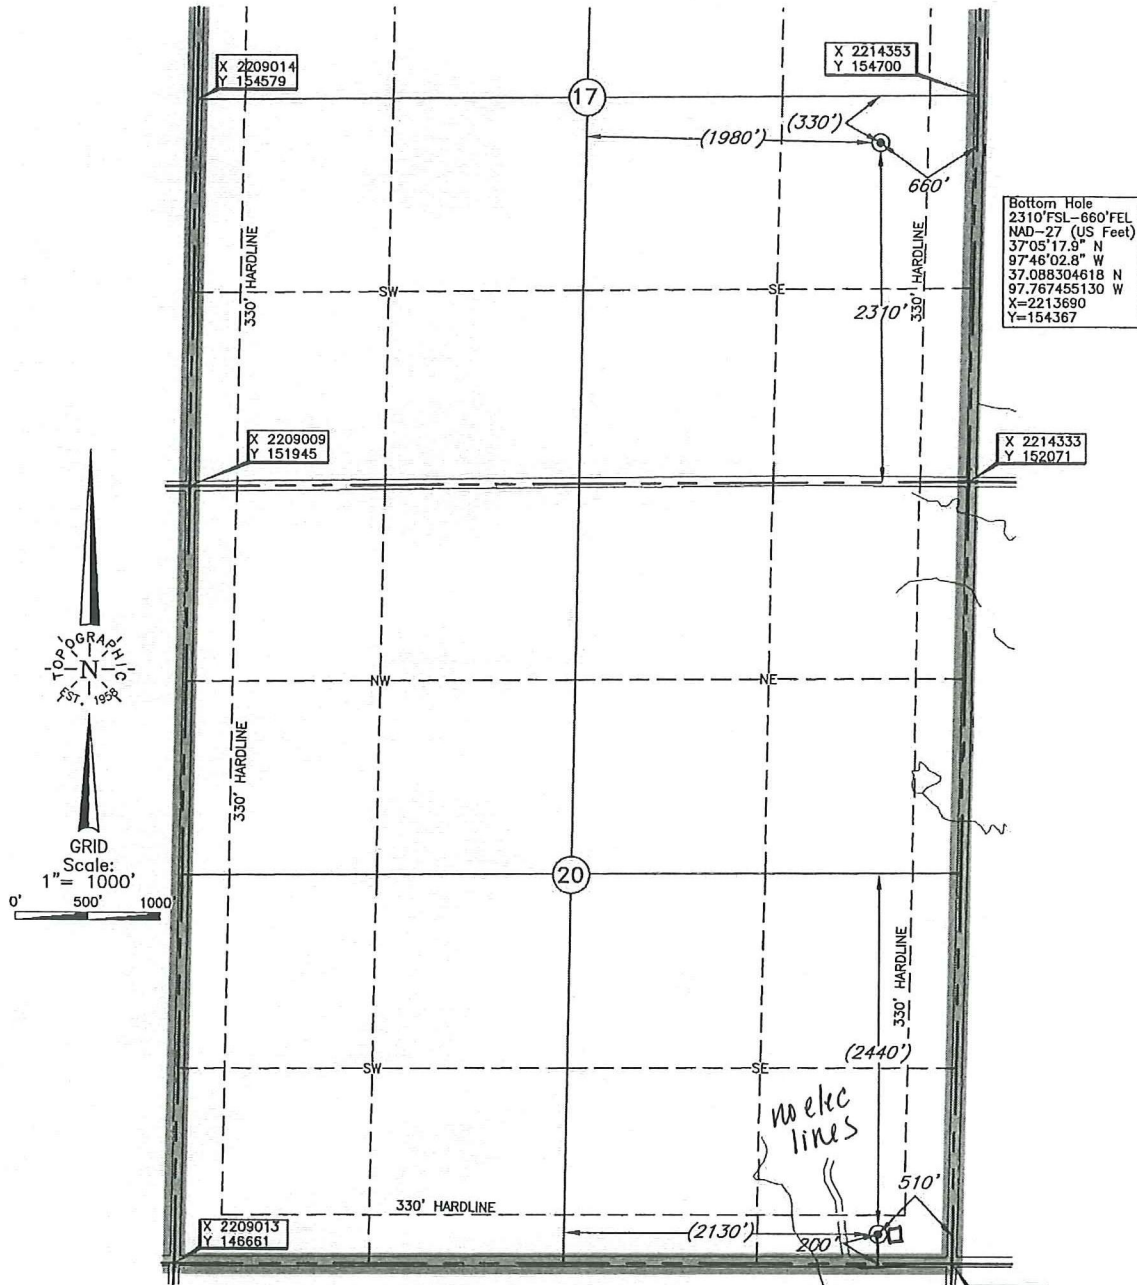 X 2209014
Y 154579
X 2214353
Y 154700
17
(330')
(1980')
660'
Bottom Hole
2310'FSL-660'FEL
NAD-27 (US Feet)
37°05'17.9" N
97°46'02.8" W
37.088304618 N
97.767455130 W
X=2213690
Y=154367
330' HARDLINE
330' HARDLINE
SW
SE
2310'
X 2209009
Y 151945
X 2214333
Y 152071
TOPOGRAPHIC
N
EST. 1958
NW
NE
330' HARDLINE
GRID
Scale:
1"= 1000'
0' 500' 1000'
20
330' HARDLINE
(2440')
SW
SE
no elec
lines
510'
330' HARDLINE
X 2209013
Y 146661
(2130')
200'